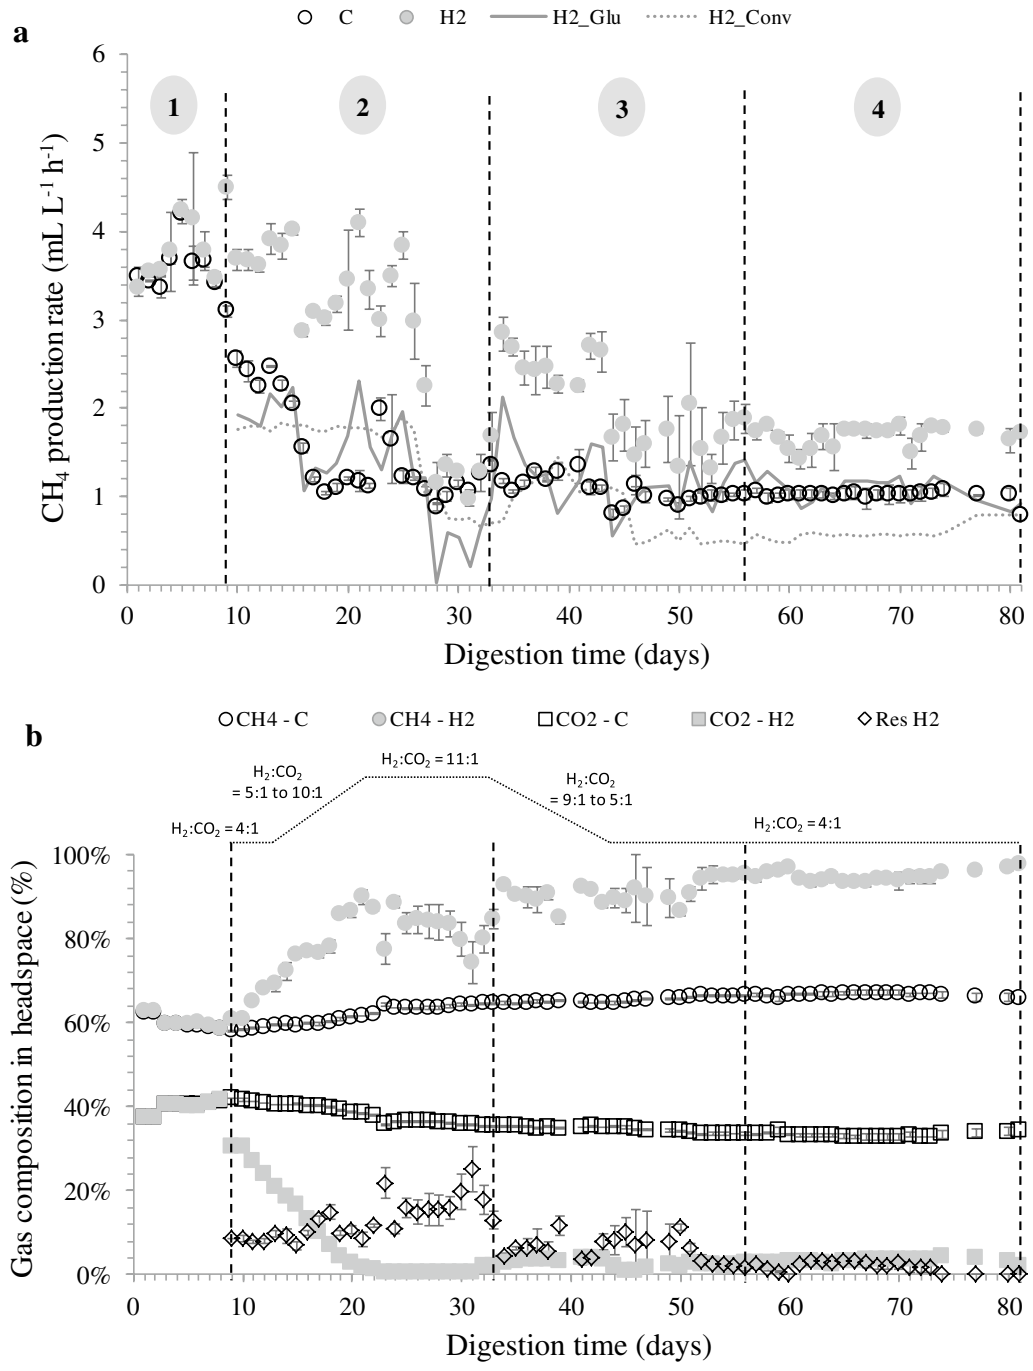 a
C H2 H2_Glu H2_Conv
CH₄ production rate (mL L⁻¹ h⁻¹)
6
5
4
3
2
1
0
1 2 3 4
0 10 20 30 40 50 60 70 80
Digestion time (days)
b
CH4 - C CH4 - H2 CO2 - C CO2 - H2 Res H2
H₂:CO₂ = 4:1
H₂:CO₂
= 5:1 to 10:1
H₂:CO₂ = 11:1
H₂:CO₂
= 9:1 to 5:1
H₂:CO₂ = 4:1
Gas composition in headspace (%)
100%
80%
60%
40%
20%
0%
0 10 20 30 40 50 60 70 80
Digestion time (days)